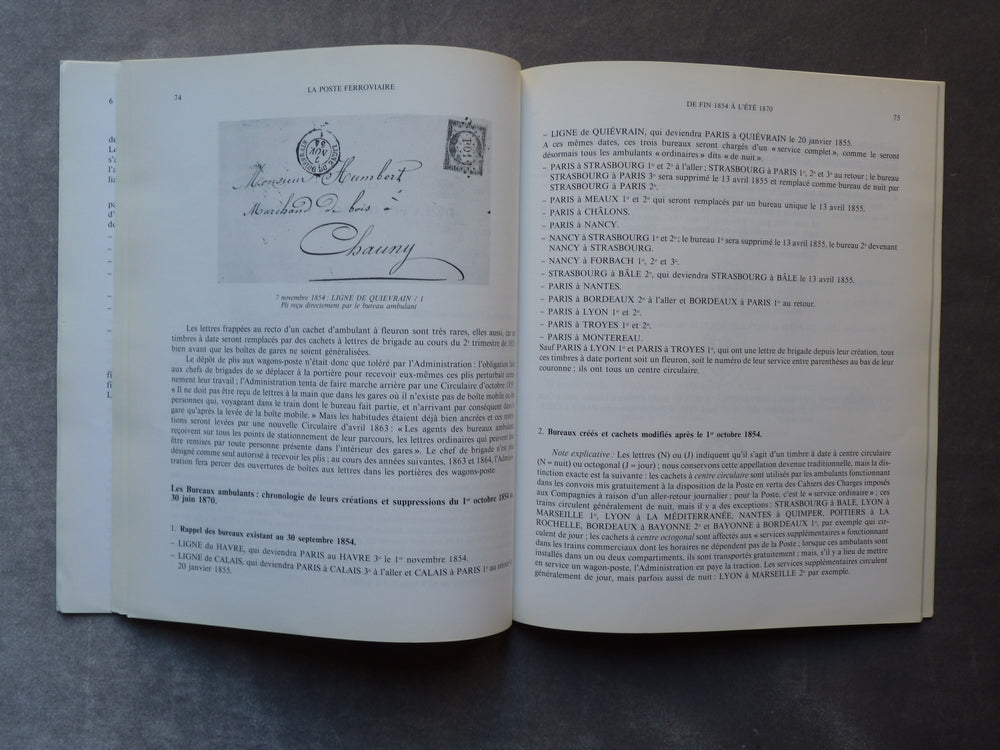 6
74
LA POSTE FERROVIAIRE
Monsieur Humbert
Marchand de bois à
Chauny
7 novembre 1854 : LIGNE DE QUIEVRAIN / 1
Pli reçu directement par le bureau ambulant
Les lettres frappées au recto d'un cachet d'ambulant à fleuron sont très rares, elles aussi, car ce
timbres à date seront remplacés par des cachets à lettres de brigade au cours du 2e trimestre de
bien avant que les boîtes de gares ne soient généralisées.
Le dépôt de plis aux wagons-poste n'était donc que toléré par l'Administration : l'obligation
aux chefs de brigades de se déplacer à la portière pour recevoir eux-mêmes ces plis perturbait
nement leur travail ; l'Administration tenta de faire marche arrière par une Circulaire d'octobre
« Il ne doit pas être reçu de lettres à la main que dans les gares où il n'existe pas de boîte mobile
personnes qui, voyageant dans le train dont le bureau fait partie, et n'arrivant par conséquent dans
gare qu'après la levée de la boîte mobile. » Mais les habitudes étaient déjà bien ancrées et ces
tions seront levées par une nouvelle Circulaire d'avril 1863 : « Les agents des bureaux ambulants
reçoivent sur tous les points de stationnement de leur parcours, les lettres ordinaires qui peuvent
être remises par toute personne présente dans l'intérieur des gares ». Le chef de brigade n'est
désigné comme seul autorisé à recevoir les plis ; au cours des années suivantes, 1863 et 1864, l'Admini-
stration fera percer des ouvertures de boîtes aux lettres dans les portières des wagons-poste.
Les Bureaux ambulants : chronologie de leurs créations et suppressions du 1er octobre 1854 au
30 juin 1870.
1. Rappel des bureaux existant au 30 septembre 1854.
– LIGNE du HAVRE, qui deviendra PARIS au HAVRE 3e le 1er novembre 1854.
– LIGNE de CALAIS, qui deviendra PARIS à CALAIS 3e à l'aller et CALAIS à PARIS 1e au retour le
20 janvier 1855.
DE FIN 1854 À L'ÉTÉ 1870
75
– LIGNE de QUIÉVRAIN, qui deviendra PARIS à QUIÉVRAIN le 20 janvier 1855.
A ces mêmes dates, ces trois bureaux seront chargés d'un « service complet », comme le seront
désormais tous les ambulants « ordinaires » dits « de nuit ».
– PARIS à STRASBOURG 1e et 2e à l'aller ; STRASBOURG à PARIS 1e, 2e et 3e au retour ; le bureau
STRASBOURG à PARIS 3e sera supprimé le 13 avril 1855 et remplacé comme bureau de nuit par
STRASBOURG à PARIS 2e.
– PARIS à MEAUX 1e et 2e qui seront remplacés par un bureau unique le 13 avril 1855.
– PARIS à CHÂLONS.
– PARIS à NANCY.
– NANCY à STRASBOURG 1e et 2e ; le bureau 1e sera supprimé le 13 avril 1855, le bureau 2e devenant
NANCY à STRASBOURG.
– NANCY à FORBACH 1e, 2e et 3e.
– STRASBOURG à BÂLE 2e, qui deviendra STRASBOURG à BÂLE le 13 avril 1855.
– PARIS à NANTES.
– PARIS à BORDEAUX 2e à l'aller et BORDEAUX à PARIS 1e au retour.
– PARIS à LYON 1e et 2e.
– PARIS à TROYES 1e et 2e.
– PARIS à MONTEREAU.
Sauf PARIS à LYON 1e et PARIS à TROYES 1e, qui ont une lettre de brigade depuis leur création, tous
ces timbres à date portent soit un fleuron, soit le numéro de leur service entre parenthèses au bas de leur
couronne ; ils ont tous un centre circulaire.
2. Bureaux créés et cachets modifiés après le 1er octobre 1854.
Note explicative : Les lettres (N) ou (J) indiquent qu'il s'agit d'un timbre à date à centre circulaire
(N = nuit) ou octogonal (J = jour) ; nous conservons cette appellation devenue traditionnelle, mais la dis-
tinction exacte est la suivante : les cachets à centre circulaire sont utilisés par les ambulants fonctionnant
dans les convois mis gratuitement à la disposition de la Poste en vertu des Cahiers des Charges imposés
aux Compagnies à raison d'un aller-retour journalier ; pour la Poste, c'est le « service ordinaire » ; ces
trains circulent généralement de nuit, mais il y a des exceptions : STRASBOURG à BALE, LYON à
MARSEILLE 1e, LYON à LA MÉDITERRANÉE, NANTES à QUIMPER, POITIERS à LA
ROCHELLE, BORDEAUX à BAYONNE 2e et BAYONNE à BORDEAUX 1e, par exemple qui cir-
culent de jour ; les cachets à centre octogonal sont affectés aux « services supplémentaires » fonctionnant
dans les trains commerciaux dont les horaires ne dépendent pas de la Poste ; lorsque ces ambulants sont
installés dans un ou deux compartiments, ils sont transportés gratuitement ; mais, s'il y a lieu de mettre
en service un wagon-poste, l'Administration en paye la traction. Les services supplémentaires circulent
généralement de jour, mais parfois aussi de nuit : LYON à MARSEILLE 2e par exemple.